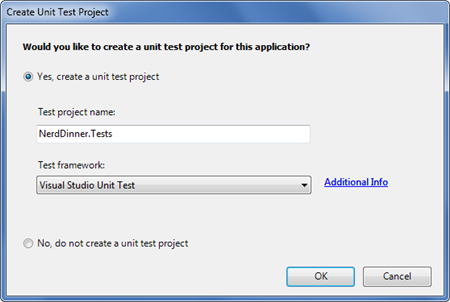 Create Unit Test Project
Would you like to create a unit test project for this application?
Yes, create a unit test project
Test project name:
NerdDinner.Tests
Test framework:
Visual Studio Unit Test
Additional Info
No, do not create a unit test project
OK
Cancel